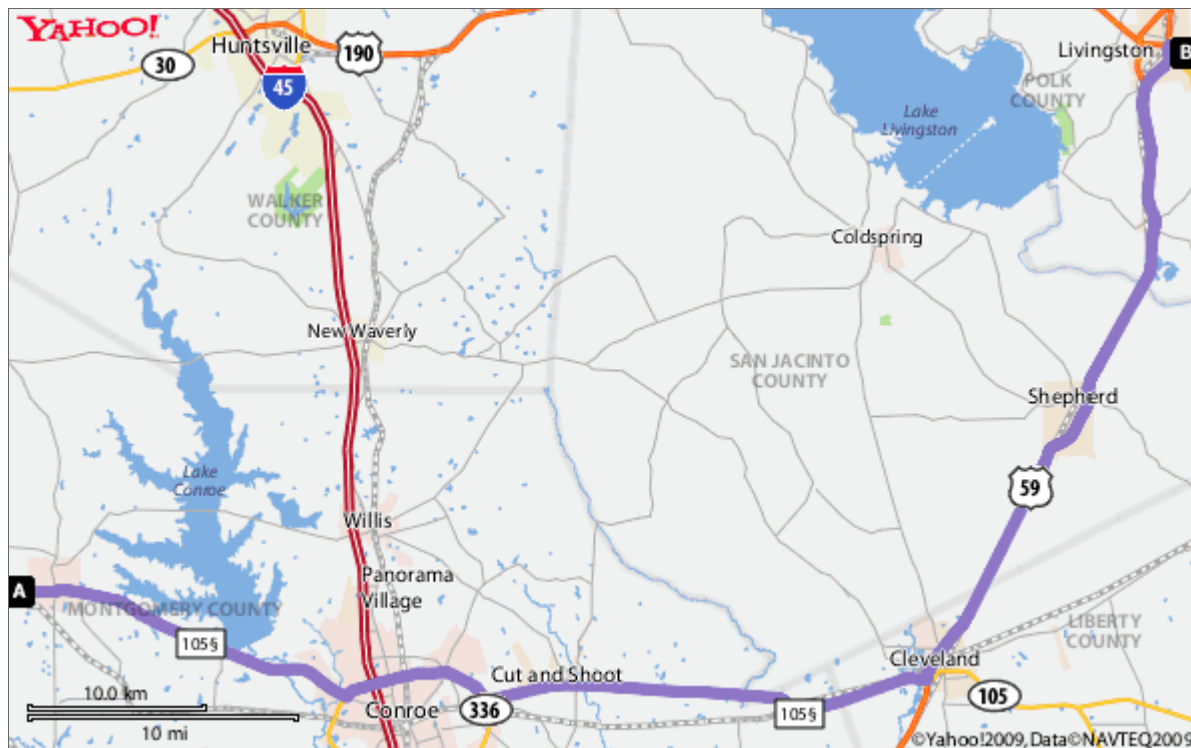 YAHOO!
Huntsville
190
30
45
Livingston
B
POLK
COUNTY
Lake
Livingston
WALKER
COUNTY
Coldspring
New Waverly
SAN JACINTO
COUNTY
Shepherd
Lake
Conroe
59
Willis
Panorama
Village
A
MONTGOMERY COUNTY
LIBERTY
COUNTY
105§
Cleveland
Cut and Shoot
10.0 km
Conroe
336
105§
105
10 mi
©Yahoo!2009, Data©NAVTEQ2009